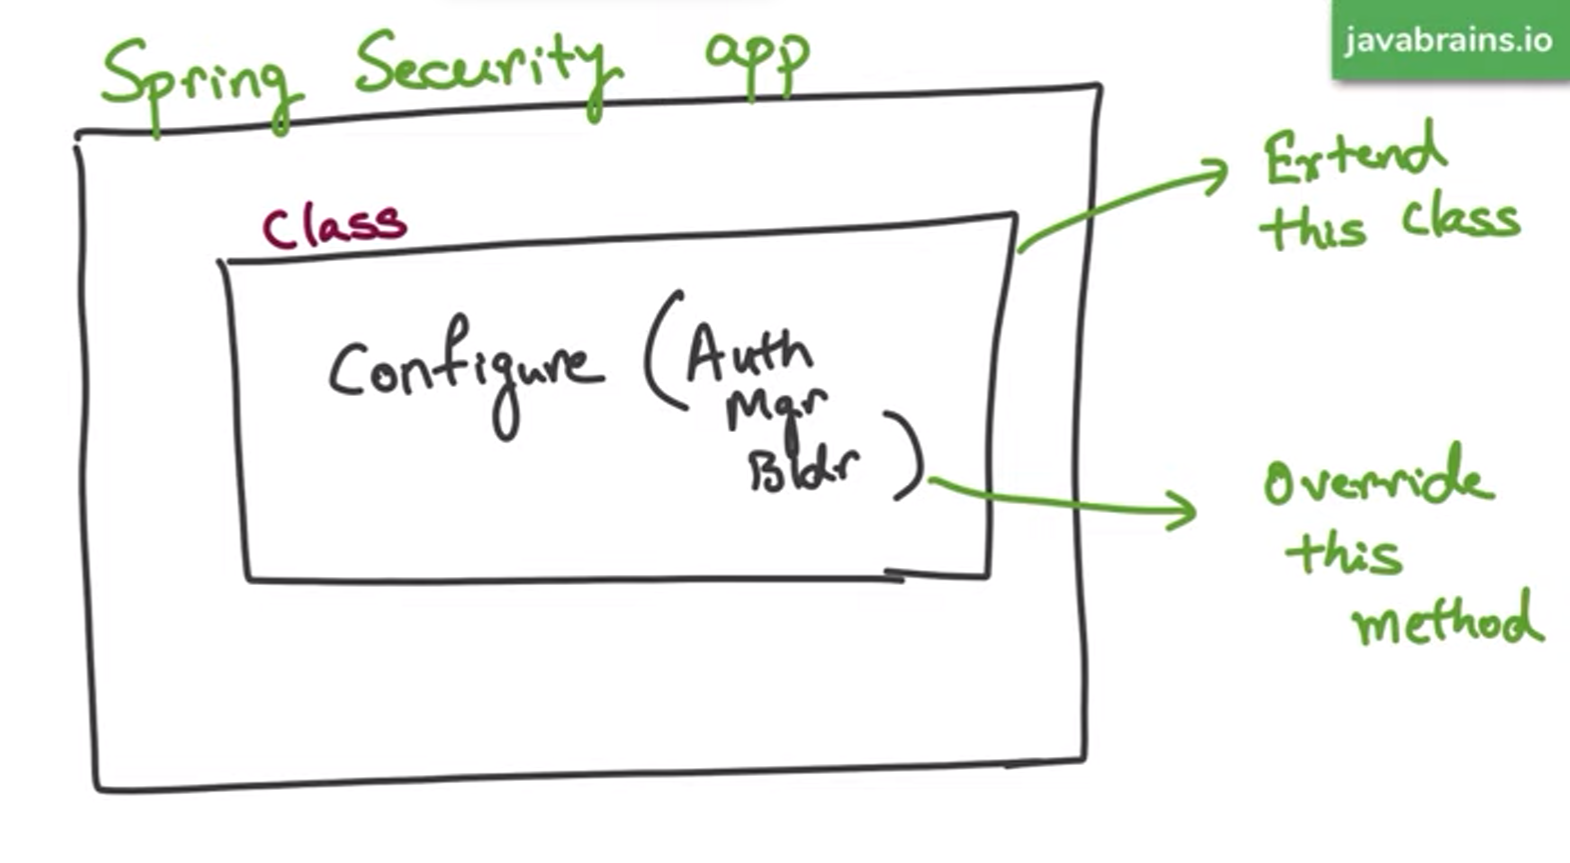 Spring Security app
javabrains.io
Extend
this class
Class
Configure (Auth
Mgr
Bldr)
Override
this
method